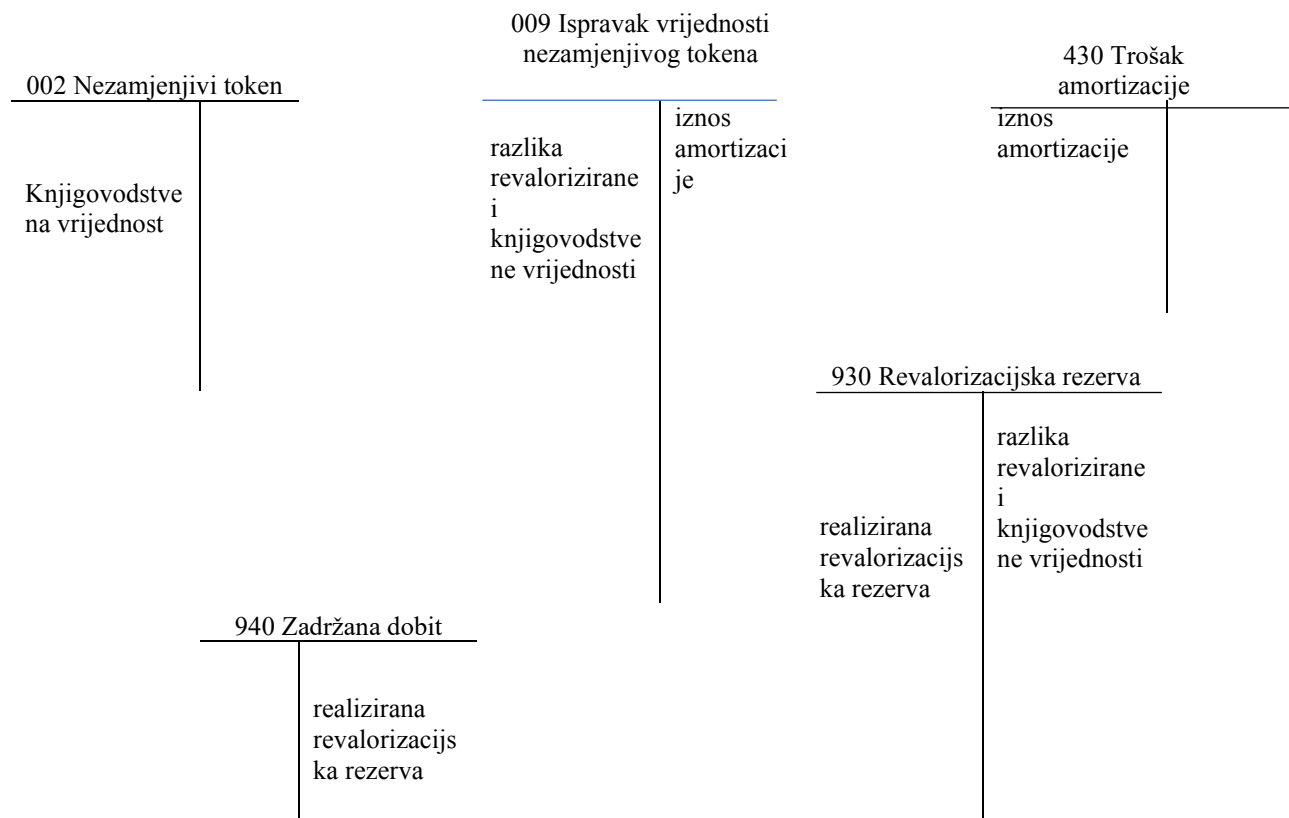 009 Ispravak vrijednosti
nezamjenjivog tokena
430 Trošak
amortizacije
002 Nezamjenjivi token
iznos
amortizaci
je
iznos
amortizacije
razlika
revalorizirane
i
knjigovodstve
ne vrijednosti
Knjigovodstve
na vrijednost
930 Revalorizacijska rezerva
razlika
revalorizirane
i
knjigovodstve
ne vrijednosti
realizirana
revalorizacijs
ka rezerva
940 Zadržana dobit
realizirana
revalorizacijs
ka rezerva